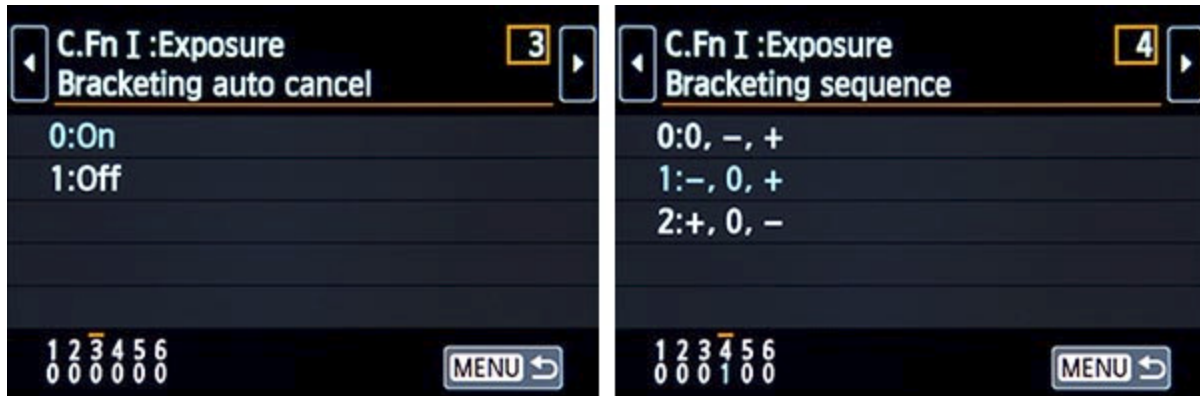 C.Fn I :Exposure 3
Bracketing auto cancel
0:On
1:Off
1 2 3 4 5 6
0 0 0 0 0 0
MENU
C.Fn I :Exposure 4
Bracketing sequence
0:0, −, +
1:−, 0, +
2:+, 0, −
1 2 3 4 5 6
0 0 0 1 0 0
MENU